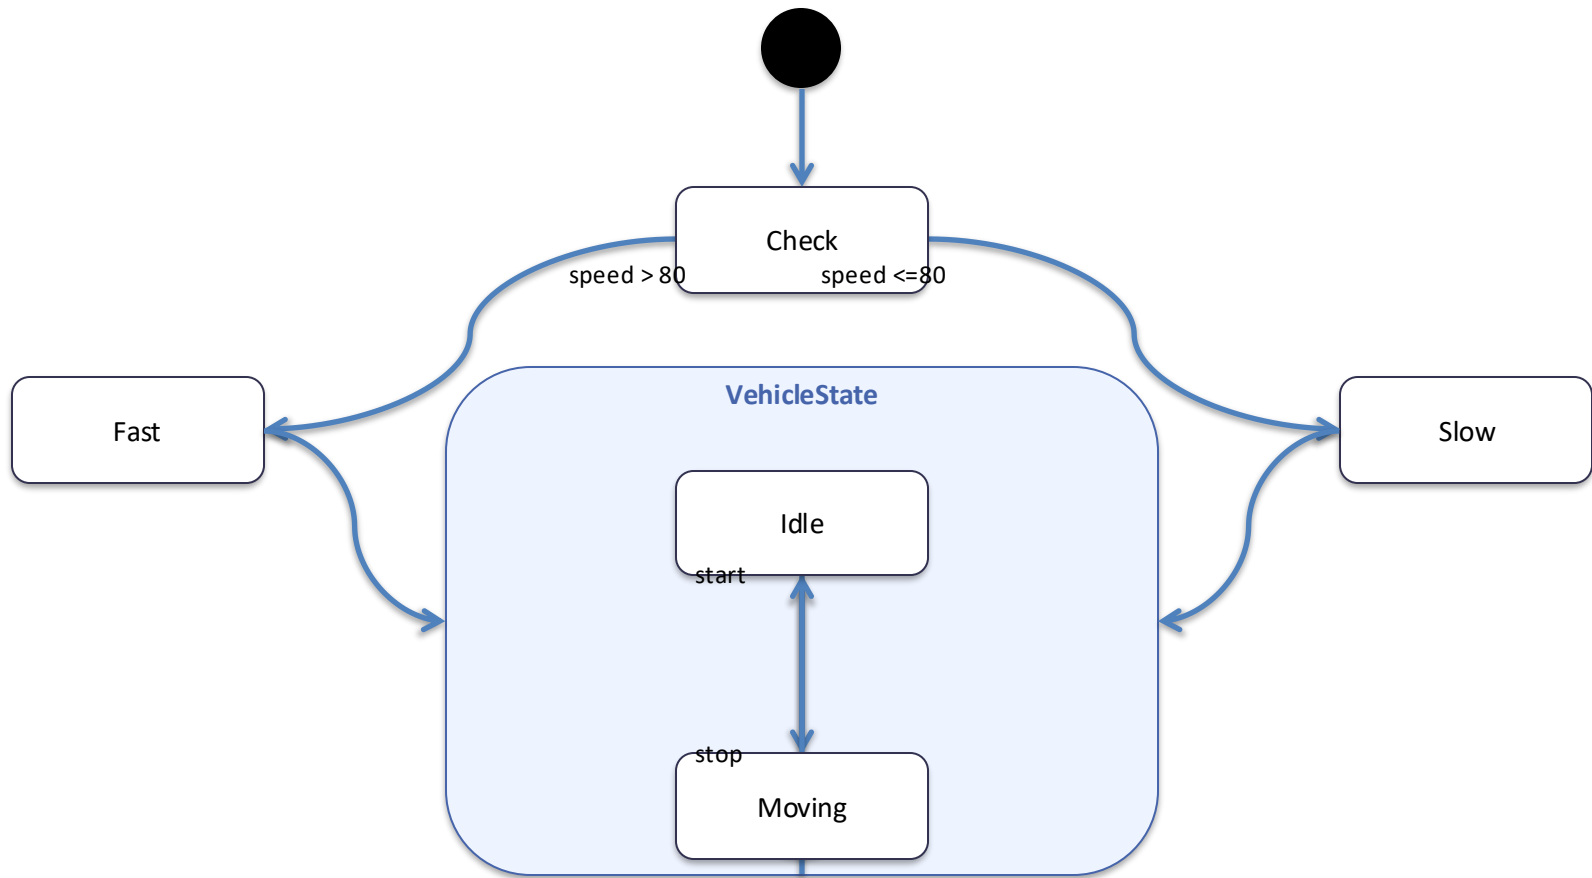 Check
speed > 80
speed <=80
VehicleState
Fast
Slow
Idle
start
stop
Moving